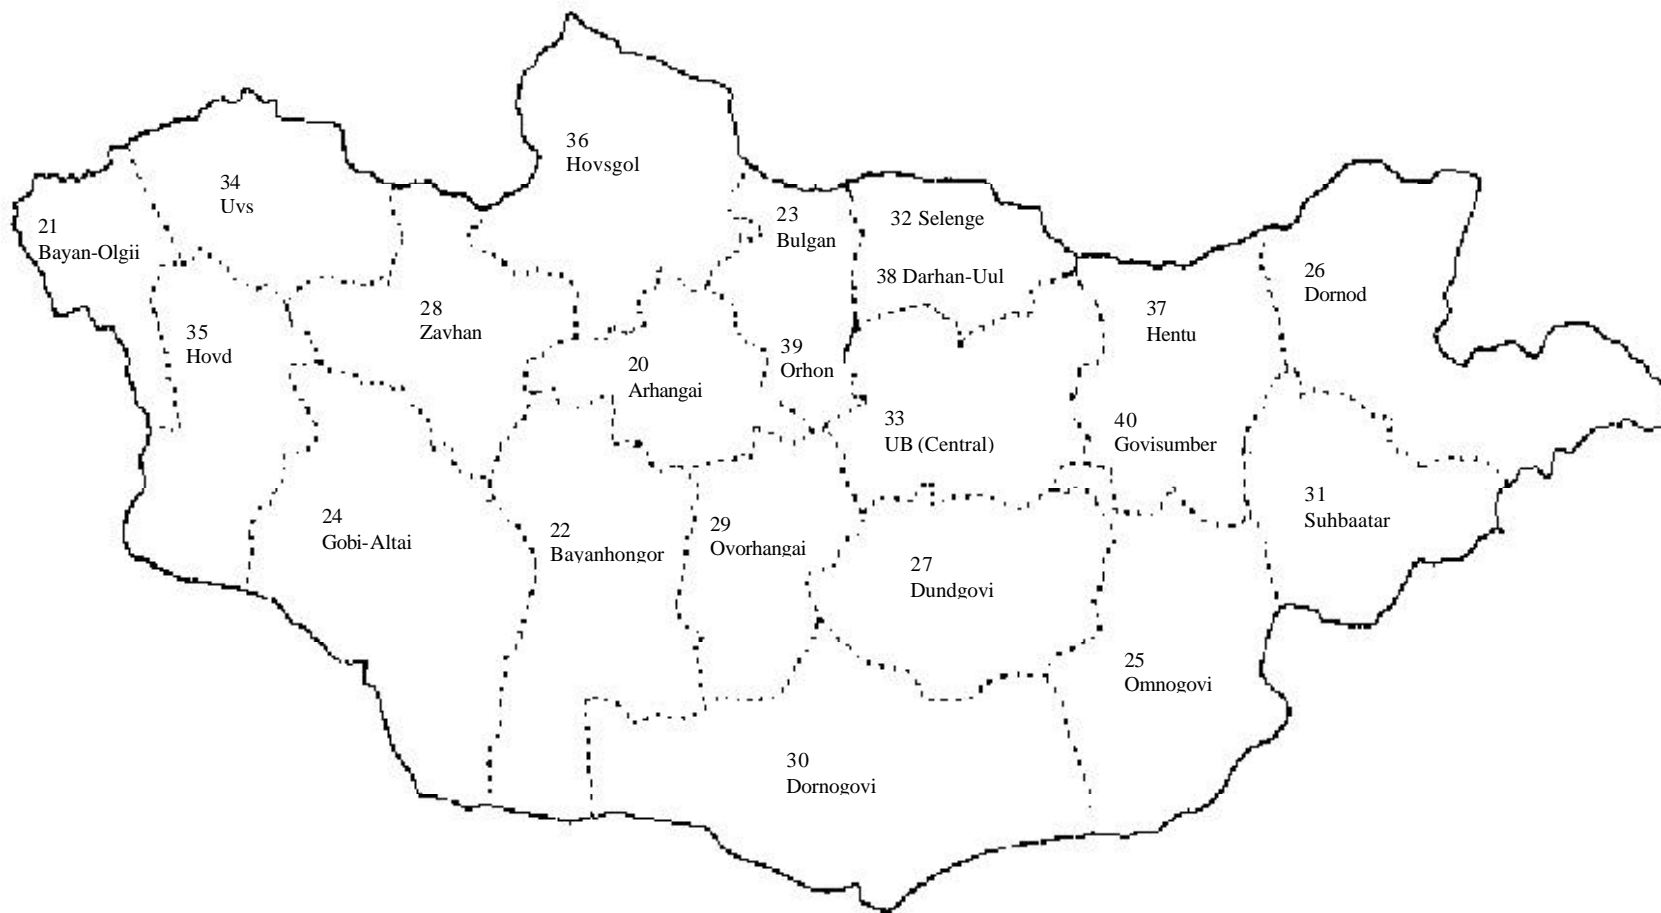 36
Hovsgol
34
Uvs
21
Bayan-Olgii
23
Bulgan
32 Selenge
38 Darhan-Uul
26
Dornod
37
Hentu
28
Zavhan
35
Hovd
20
Arhangai
39
Orhon
33
UB (Central)
40
Govisumber
31
Suhbaatar
24
Gobi-Altai
22
Bayanhongor
29
Ovorhangai
27
Dundgovi
25
Omnogovi
30
Dornogovi